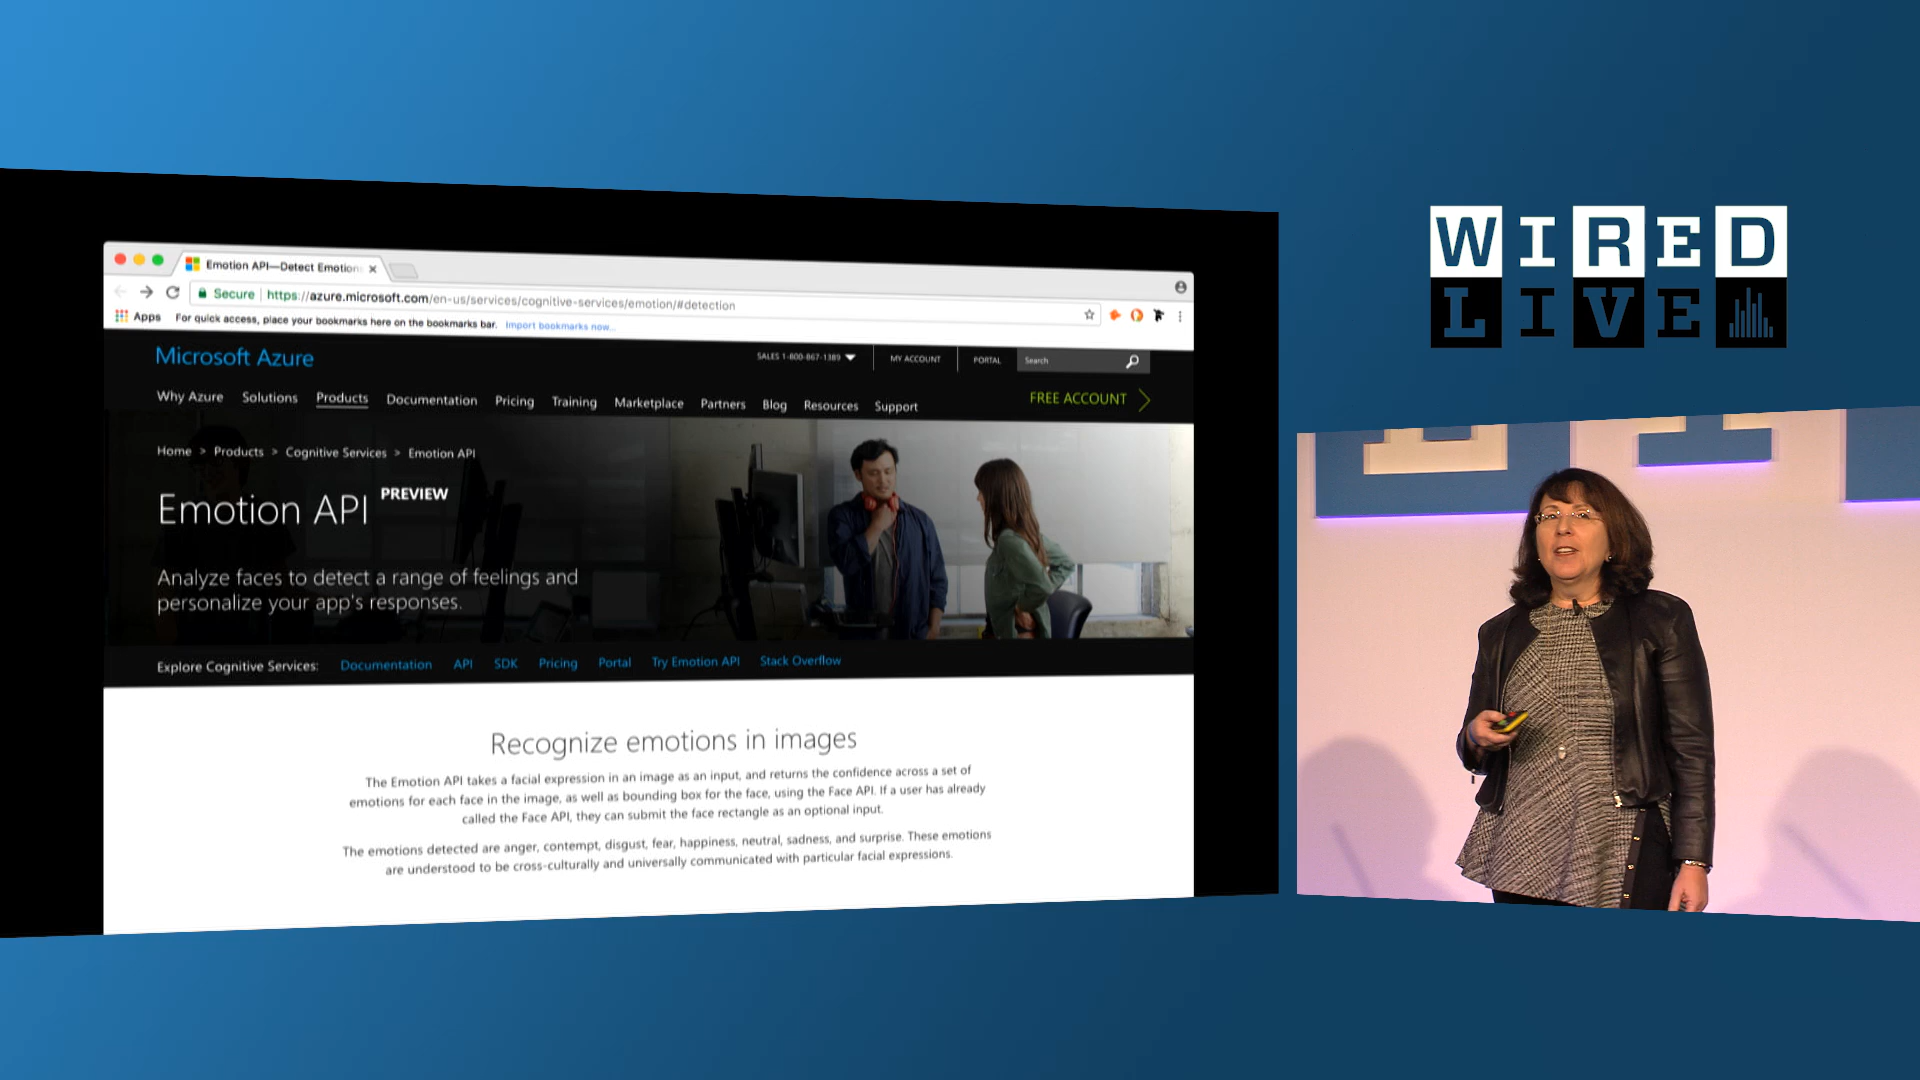 WIRED
LIVE
Emotion API—Detect Emotion
Secure https://azure.microsoft.com/en-us/services/cognitive-services/emotion/#detection
Apps For quick access, place your bookmarks here on the bookmarks bar. Import bookmarks now...
Microsoft Azure
SALES 1-800-867-1389 MY ACCOUNT PORTAL Search
Why Azure Solutions Products Documentation Pricing Training Marketplace Partners Blog Resources Support FREE ACCOUNT
Home > Products > Cognitive Services > Emotion API
Emotion API PREVIEW
Analyze faces to detect a range of feelings and
personalize your app's responses.
Explore Cognitive Services: Documentation API SDK Pricing Portal Try Emotion API Stack Overflow
Recognize emotions in images
The Emotion API takes a facial expression in an image as an input, and returns the confidence across a set of
emotions for each face in the image, as well as bounding box for the face, using the Face API. If a user has already
called the Face API, they can submit the face rectangle as an optional input.
The emotions detected are anger, contempt, disgust, fear, happiness, neutral, sadness, and surprise. These emotions
are understood to be cross-culturally and universally communicated with particular facial expressions.